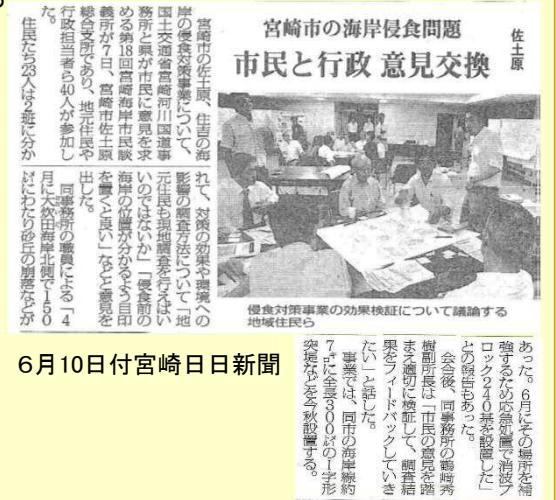 佐土原
宮崎市の海岸侵食問題
市民と行政 意見交換
宮崎市の佐土原、住吉の海
岸の侵食対策事業について、
国土交通省宮崎河川国道事
務所と県が市民に意見を求
める第18回宮崎海岸市民談
義所が7日、宮崎市佐土原
総合支所であり、地元住民や
行政担当者ら40人が参加し
た。
住民たち23人は2班に分か
れて、対策の効果や環境への
影響の調査方法について「地
元住民も現地調査を行えばい
いのではないか」「侵食前の
海岸の位置が分かるよう目印
を置くと良い」などと意見を
出した。
同事務所の職員による「4
月に大炊田海岸北側で150
㍍にわたり砂丘の崩落などが
侵食対策事業の効果検証について議論する
地域住民ら
あった。6月にその場所を補
強するため応急処置で消波ブ
ロック240基を設置した」
との報告もあった。
会合後、同事務所の鶴﨑秀
樹副所長は「市民の意見を踏
まえ適切に検証して、調査結
果をフィードバックしていき
たい」と話した。
事業では、同市の海岸線約
7㌔に全長300㍍のI字形
突堤などを今秋設置する。
6月10日付宮崎日日新聞